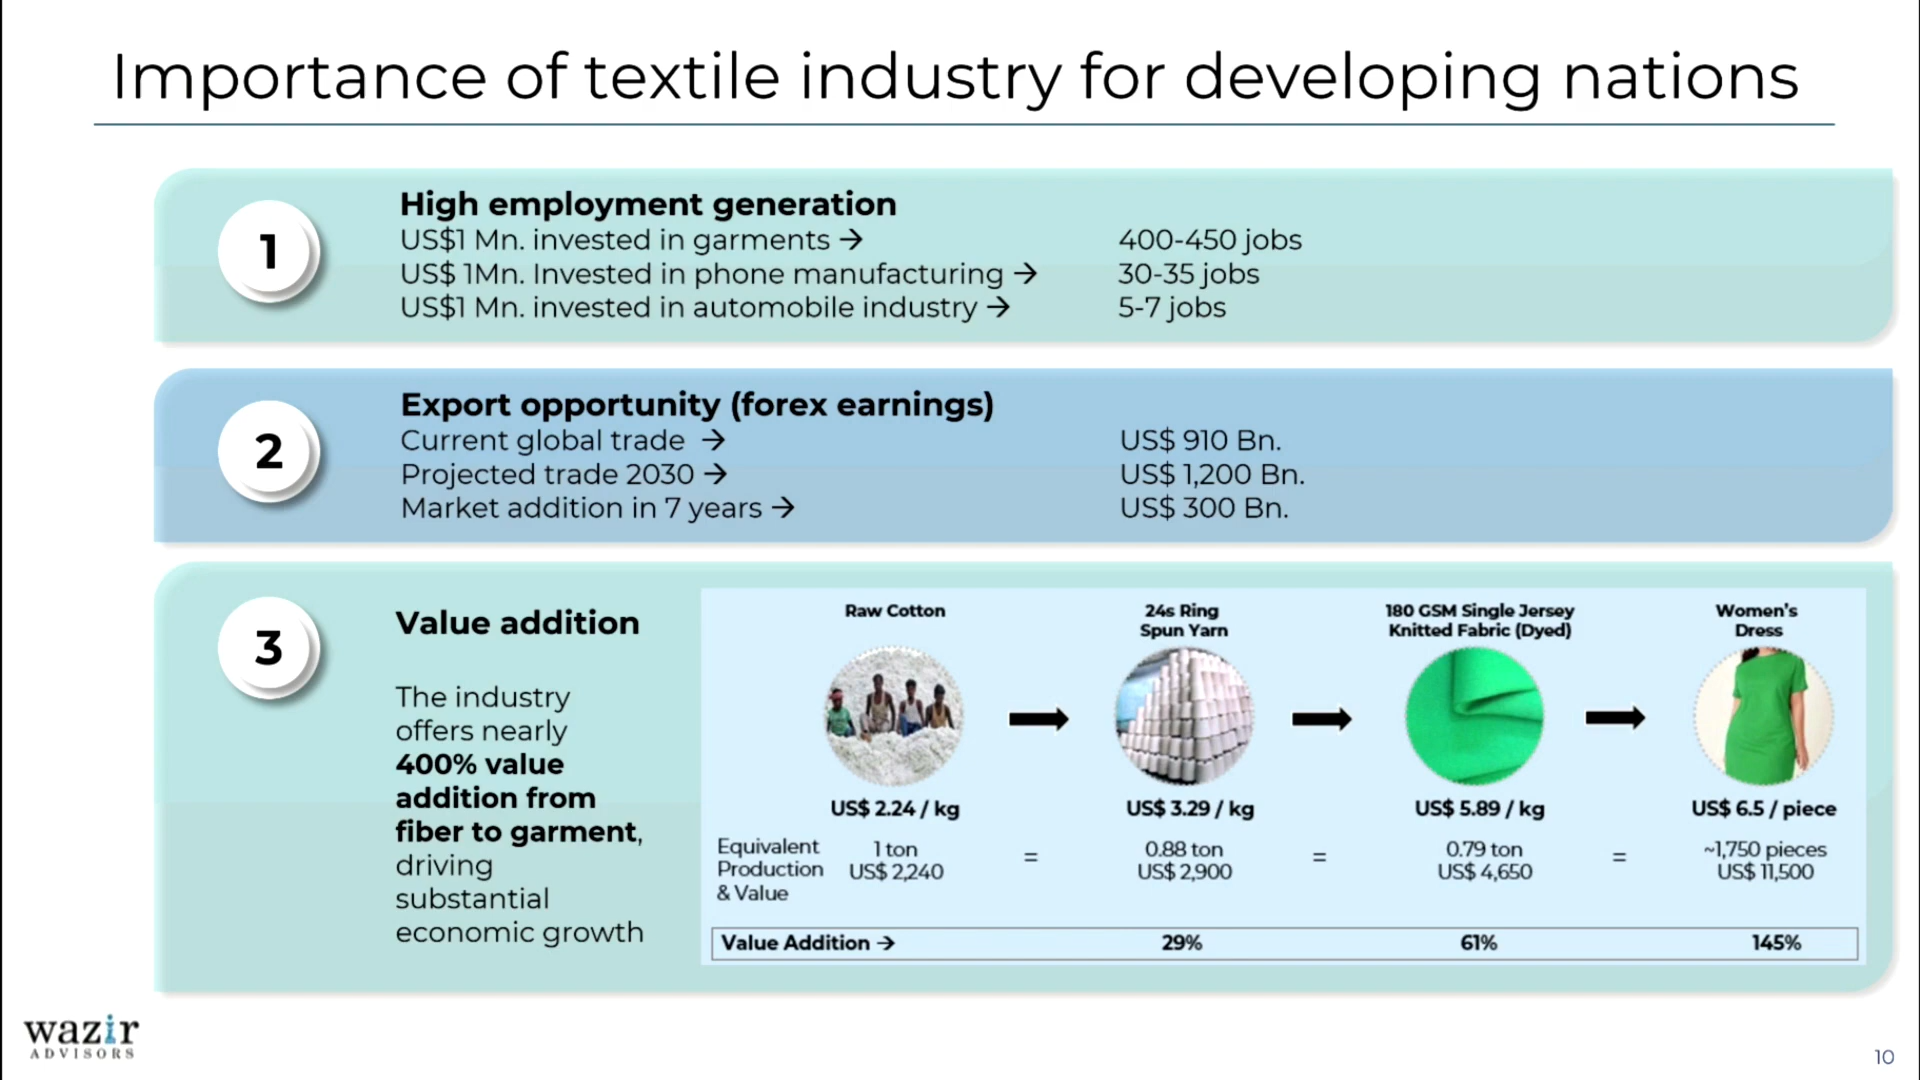 Importance of textile industry for developing nations
1
High employment generation
US$1 Mn. invested in garments → 400-450 jobs
US$ 1Mn. Invested in phone manufacturing → 30-35 jobs
US$1 Mn. invested in automobile industry → 5-7 jobs
2
Export opportunity (forex earnings)
Current global trade → US$ 910 Bn.
Projected trade 2030 → US$ 1,200 Bn.
Market addition in 7 years → US$ 300 Bn.
3
Value addition
The industry
offers nearly
400% value
addition from
fiber to garment,
driving
substantial
economic growth
Raw Cotton
US$ 2.24 / kg
24s Ring
Spun Yarn
US$ 3.29 / kg
180 GSM Single Jersey
Knitted Fabric (Dyed)
US$ 5.89 / kg
Women's
Dress
US$ 6.5 / piece
Equivalent
Production
& Value
1 ton
US$ 2,240
=
0.88 ton
US$ 2,900
=
0.79 ton
US$ 4,650
=
~1,750 pieces
US$ 11,500
Value Addition → 29% 61% 145%
wazir
ADVISORS
10